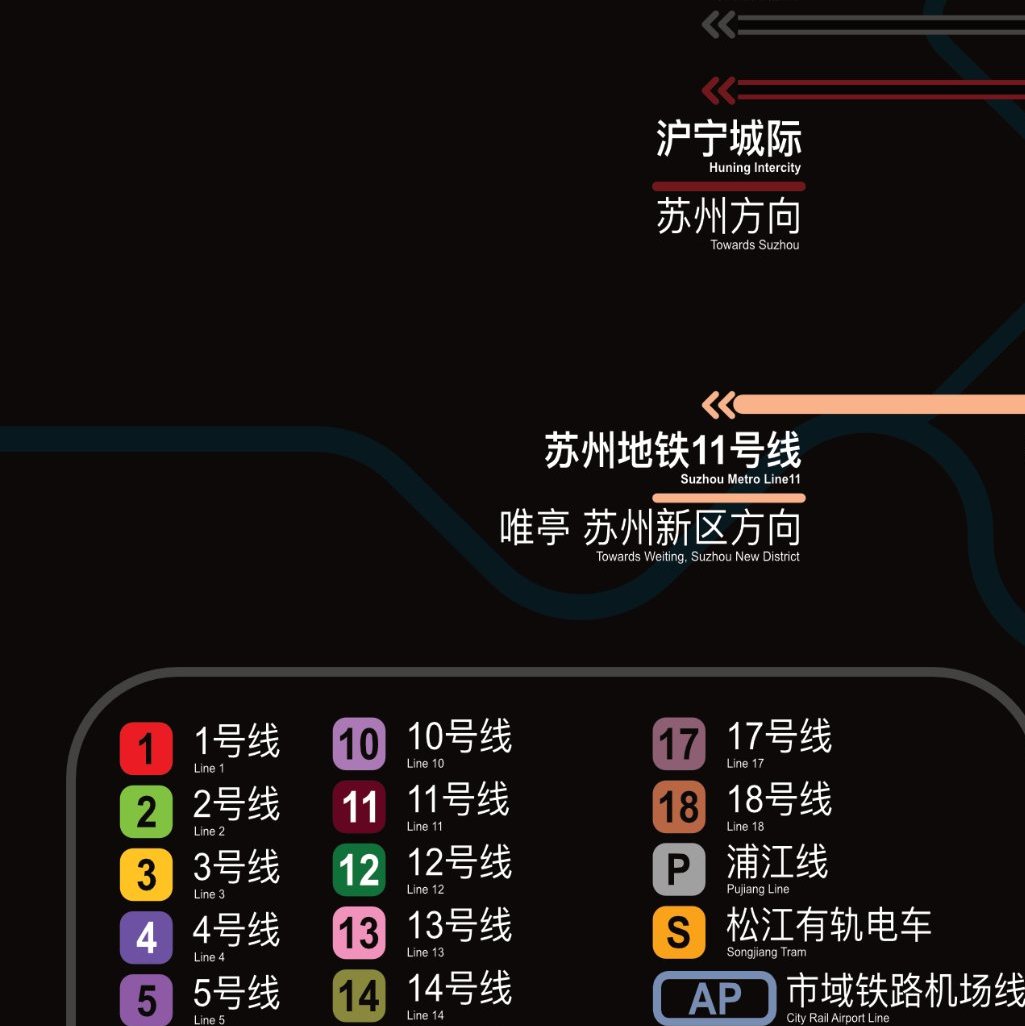 沪宁城际
Huning Intercity
苏州方向
Towards Suzhou
苏州地铁11号线
Suzhou Metro Line11
唯亭 苏州新区方向
Towards Weiting, Suzhou New District
1 1号线
Line 1
2 2号线
Line 2
3 3号线
Line 3
4 4号线
Line 4
5 5号线
Line 5
10 10号线
Line 10
11 11号线
Line 11
12 12号线
Line 12
13 13号线
Line 13
14 14号线
Line 14
17 17号线
Line 17
18 18号线
Line 18
P 浦江线
Pujiang Line
S 松江有轨电车
Songjiang Tram
AP 市域铁路机场线
City Rail Airport Line